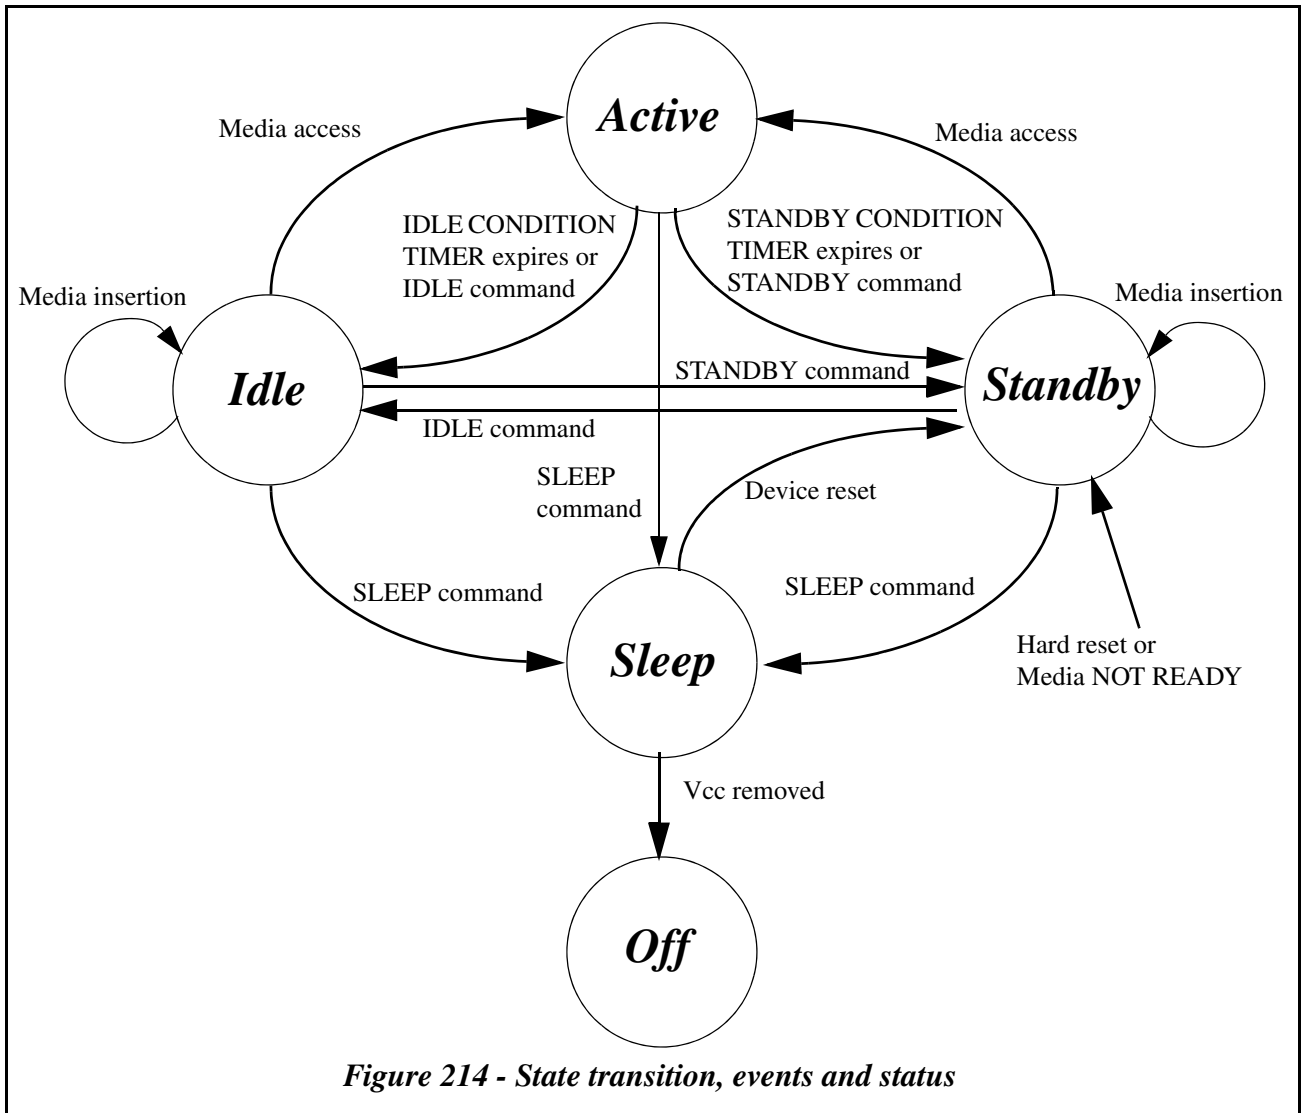 Active
Media access
Media access
IDLE CONDITION
TIMER expires or
IDLE command
STANDBY CONDITION
TIMER expires or
STANDBY command
Media insertion
Media insertion
Idle
STANDBY command
Standby
IDLE command
SLEEP
command
Device reset
SLEEP command
SLEEP command
Hard reset or
Media NOT READY
Sleep
Vcc removed
Off
Figure 214 - State transition, events and status